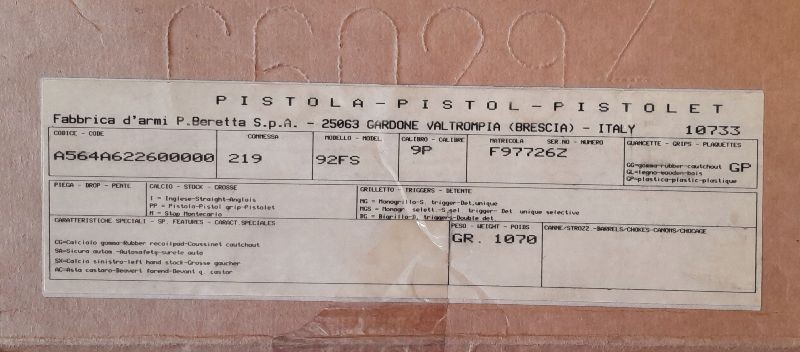 PISTOLA-PISTOL-PISTOLET
Fabbrica d'armi P.Beretta S.p.A. - 25063 GARDONE VALTROMPIA (BRESCIA) - ITALY 10733
CODICE - CODE
A564A622600000
COMMESSA
219
MODELLO - MODEL
92FS
CALIBRO - CALIBRE
9P
MATRICOLA SER.NO - NUMERO
F97726Z
GUANCETTE - GRIPS - PLAQUETTES
GG=gomma-rubber-cautchout GP
GL=legno-wooden-bois
GP=plastica-plastic-plastique
PIEGA - DROP - PENTE
CALCIO - STOCK - CROSSE
I = Inglese-Straight-Anglois
PP = Pistola-Pistol grip-Pistolet
M = Stop Montecarlo
GRILLETTO - TRIGGERS - DETENTE
MG = Monogrillo-S. trigger-Det.unique
MGS = Monogr. selett.-S.sel. trigger- Det unique selective
BG = Bigrillo-D. triggers-Double det.
CARATTERISTICHE SPECIALI - SP. FEATURES - CARACT.SPECIALES
CG=Calciolo gomma-Rubber recoilpad-Coussinet cautchout
SA=Sicura autom.-Autosafety-surete auto
SX=Calcio sinistro-left hand stock-Crosse gaucher
AC=Asta castoro-Beavert forend-Devant q. castor
PESO - WEIGHT - POIDS
GR. 1070
CANNE/STROZZ.-BARRELS/CHOKES-CANONS/CHOCAGE